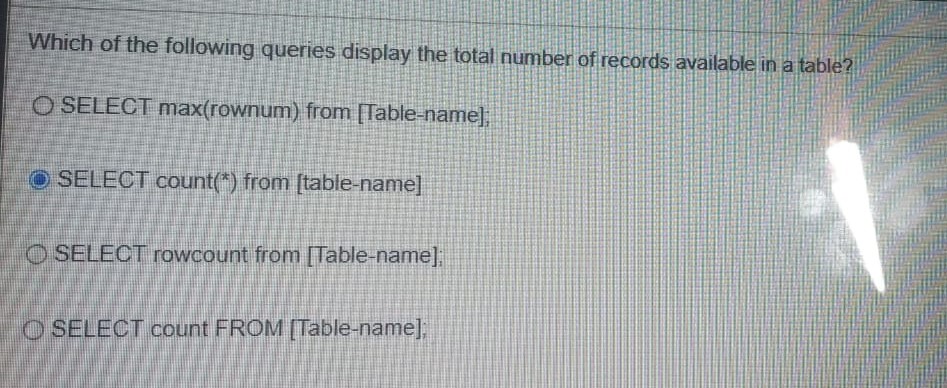 Which of the following queries display the total number of records available in a table?
SELECT max(rownum) from [Table-name];
SELECT count(*) from [table-name]
SELECT rowcount from [Table-name];
SELECT count FROM [Table-name];